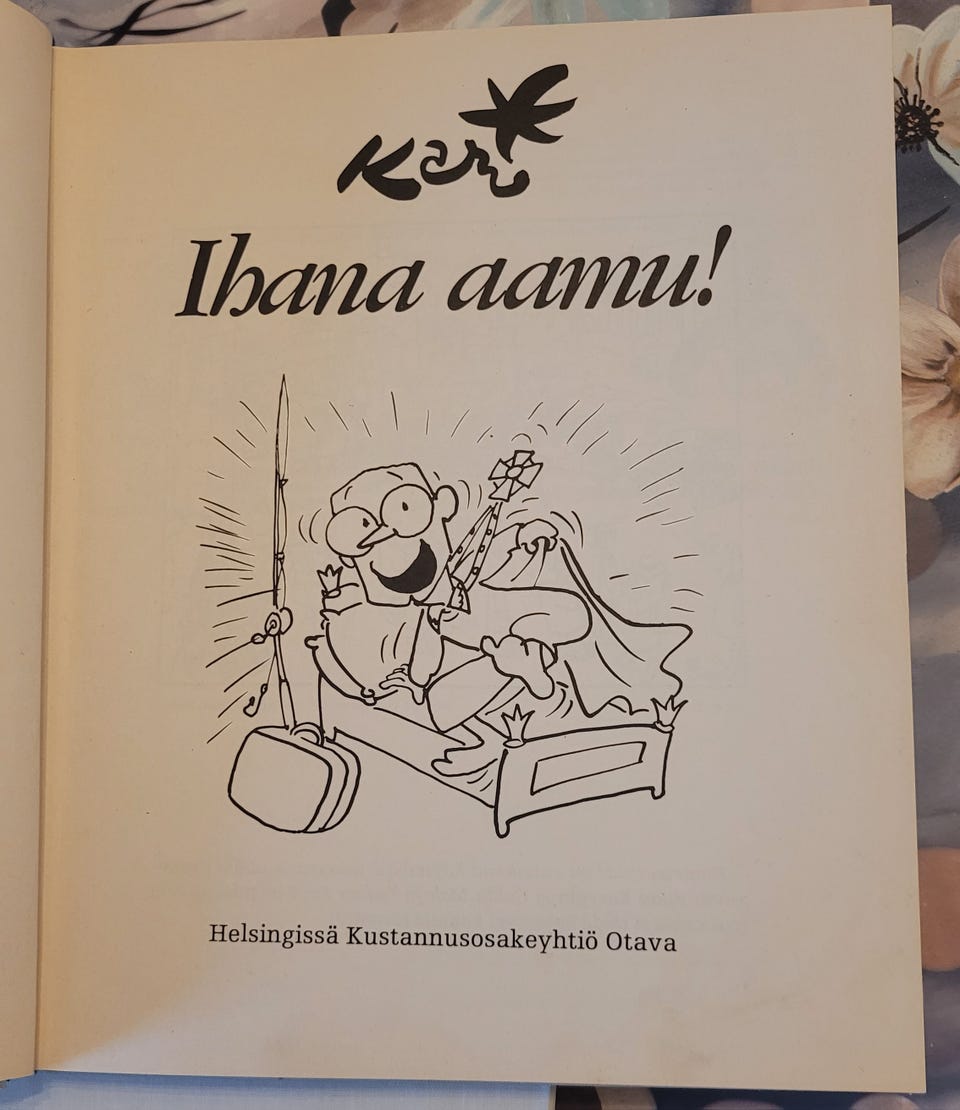 Kari
Ihana aamu!
Helsingissä Kustannusosakeyhtiö Otava